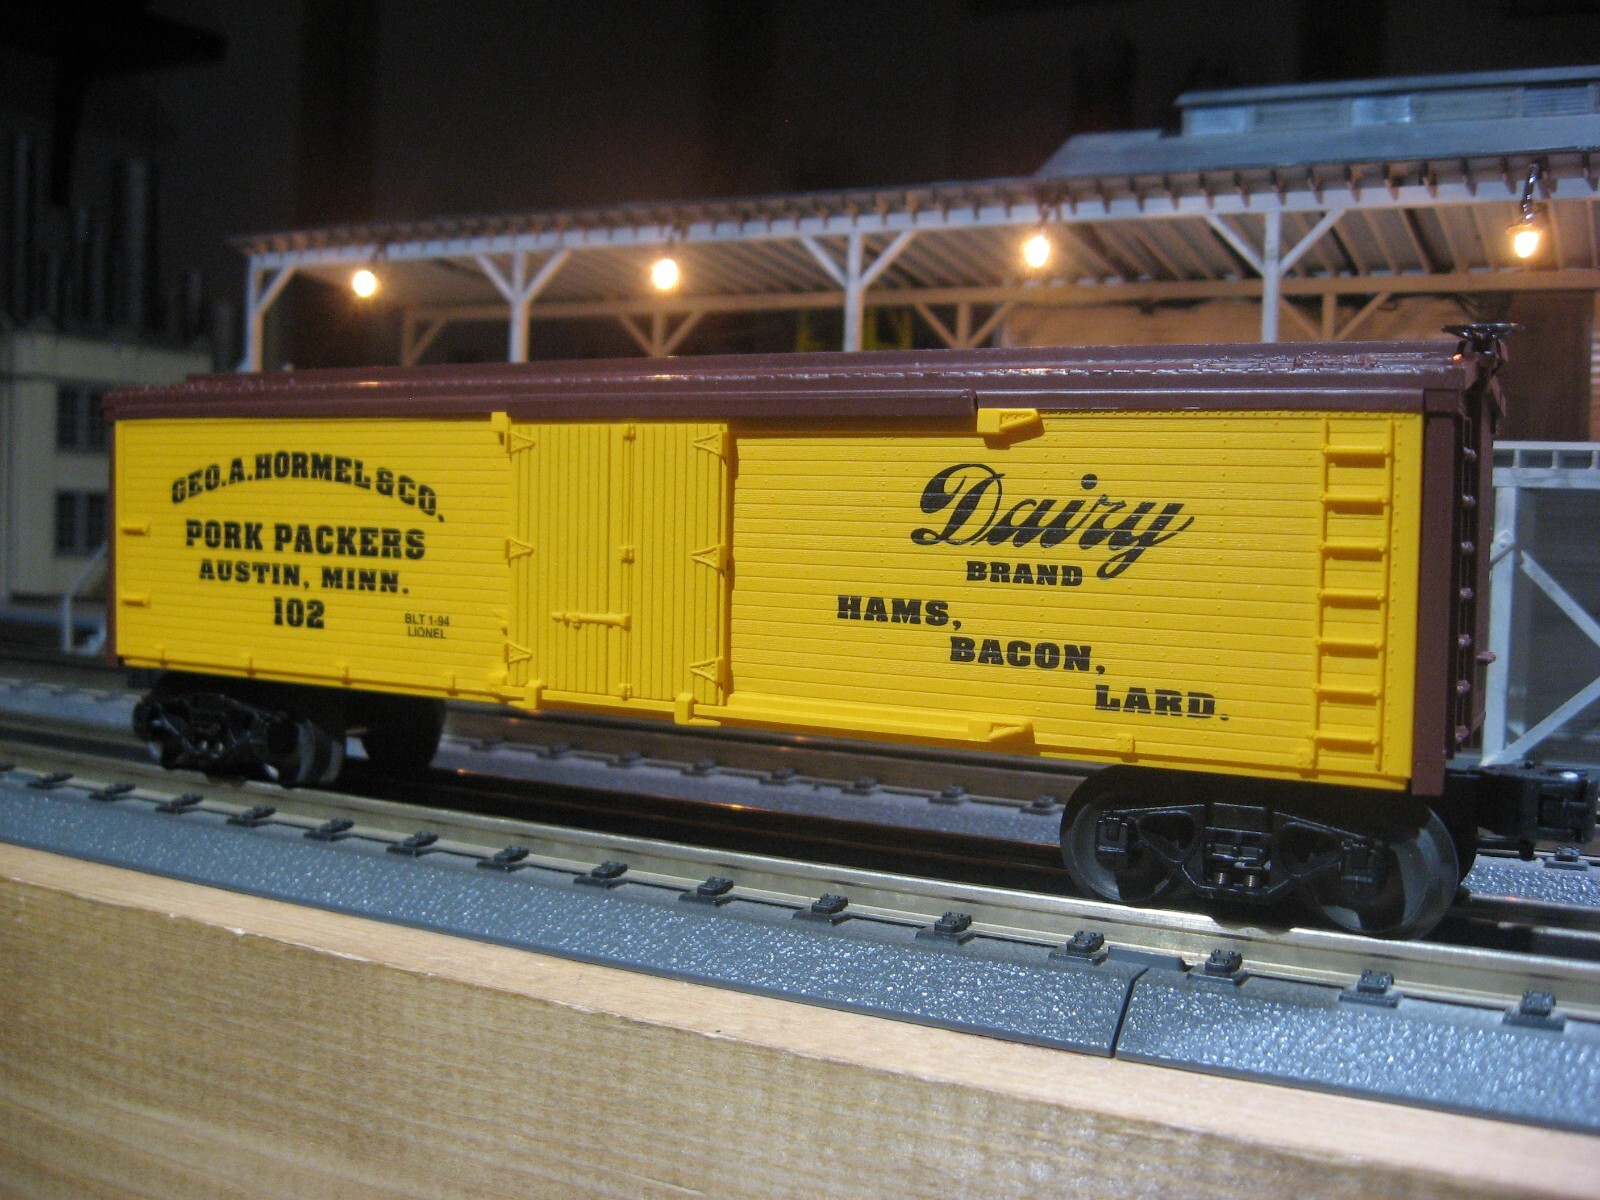 GEO. A. HORMEL & CO.
PORK PACKERS
AUSTIN, MINN.
102
BLT 1-94
LIONEL
Dairy
BRAND
HAMS,
BACON,
LARD.